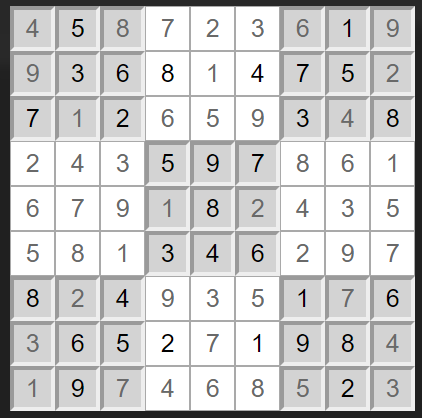 4 5 8 7 2 3 6 1 9
9 3 6 8 1 4 7 5 2
7 1 2 6 5 9 3 4 8
2 4 3 5 9 7 8 6 1
6 7 9 1 8 2 4 3 5
5 8 1 3 4 6 2 9 7
8 2 4 9 3 5 1 7 6
3 6 5 2 7 1 9 8 4
1 9 7 4 6 8 5 2 3